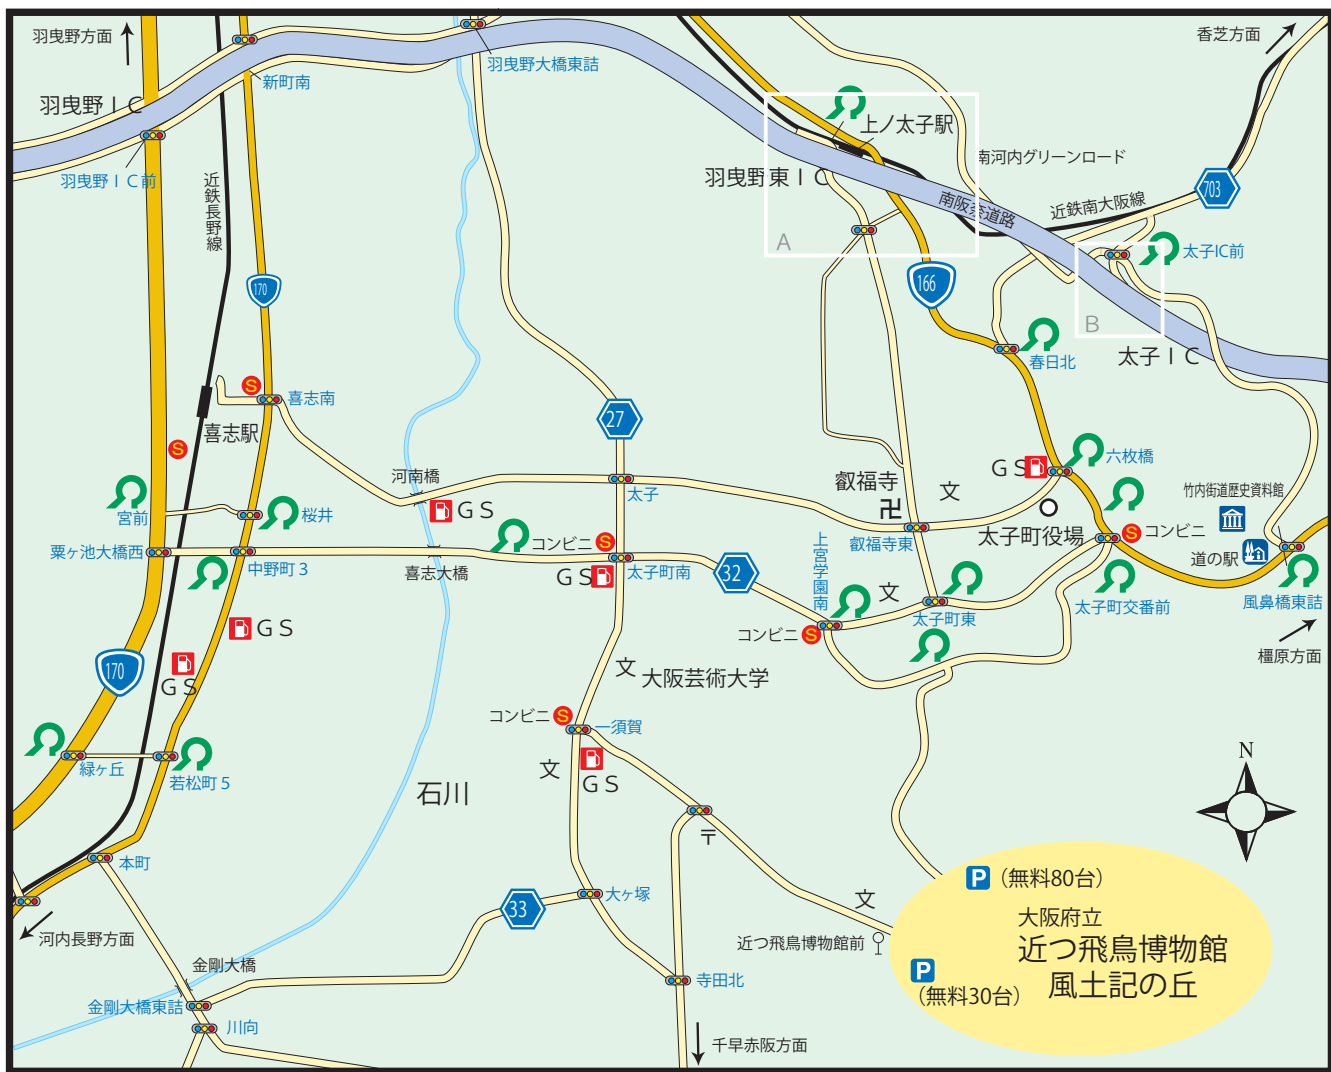 羽曳野方面
羽曳野大橋東詰
香芝方面
新町南
羽曳野ＩＣ
上ノ太子駅
南河内グリーンロード
羽曳野ＩＣ前
近鉄長野線
羽曳野東ＩＣ
703
南阪奈道路
近鉄南大阪線
A
太子IC前
170
166
B
春日北
太子ＩＣ
S
喜志南
喜志駅
27
S
河南橋
ＧＳ
六枚橋
叡福寺
文
卍
竹内街道歴史資料館
宮前
桜井
ＧＳ
太子
叡福寺東
太子町役場
S
コンビニ
粟ヶ池大橋西
中野町３
喜志大橋
コンビニ
S
太子町南
ＧＳ
32
上宮学園南
道の駅
文
太子町東
太子町交番前
風鼻橋東詰
ＧＳ
コンビニ
S
橿原方面
170
ＧＳ
文
大阪芸術大学
コンビニ
S
一須賀
緑ヶ丘
若松町５
文
ＧＳ
石川
N
〒
本町
33
大ヶ塚
文
P
（無料80台）
大阪府立
近つ飛鳥博物館
風土記の丘
P
（無料30台）
近つ飛鳥博物館前
河内長野方面
金剛大橋
金剛大橋東詰
寺田北
川向
千早赤阪方面